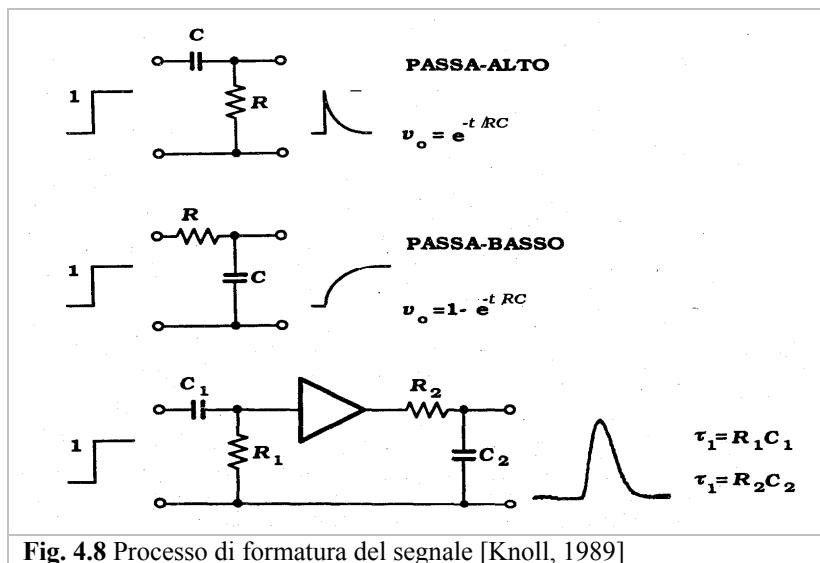 C
PASSA-ALTO
1
R
v_o = e^{-t/RC}
R
PASSA-BASSO
1
C
v_o = 1- e^{-t RC}
C_1
R_2
1
R_1
C_2
τ_1 = R_1C_1
τ_1 = R_2C_2
Fig. 4.8 Processo di formatura del segnale [Knoll, 1989]